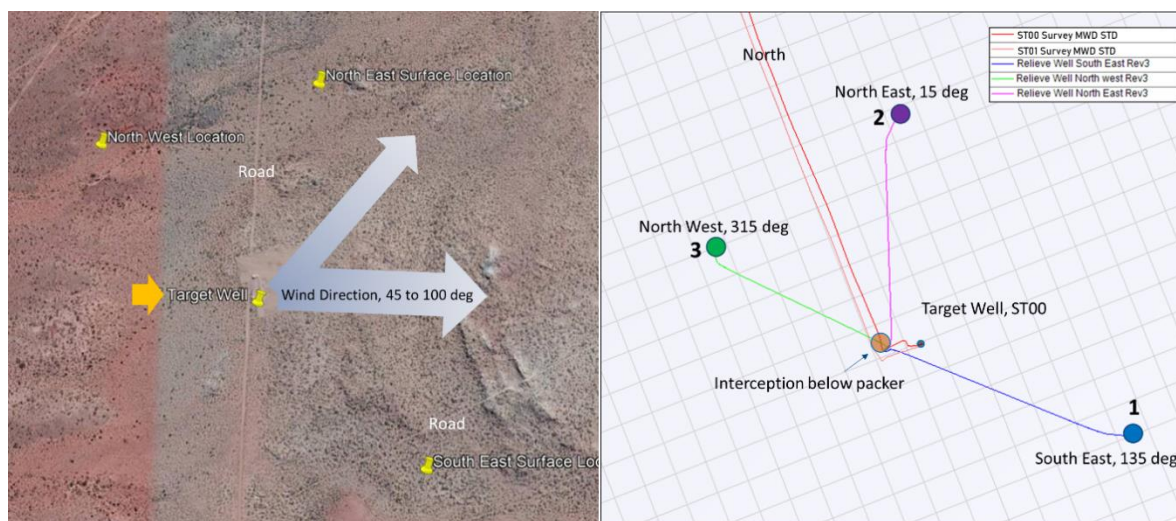 North East Surface Location
North West Location
Road
Target Well
Wind Direction, 45 to 100 deg
Road
South East Surface Loc
North
ST00 Survey MWD STD
ST01 Survey MWD STD
Relieve Well South East Rev3
Relieve Well North west Rev3
Relieve Well North East Rev3
North East, 15 deg
2
North West, 315 deg
3
Target Well, ST00
Interception below packer
1
South East, 135 deg